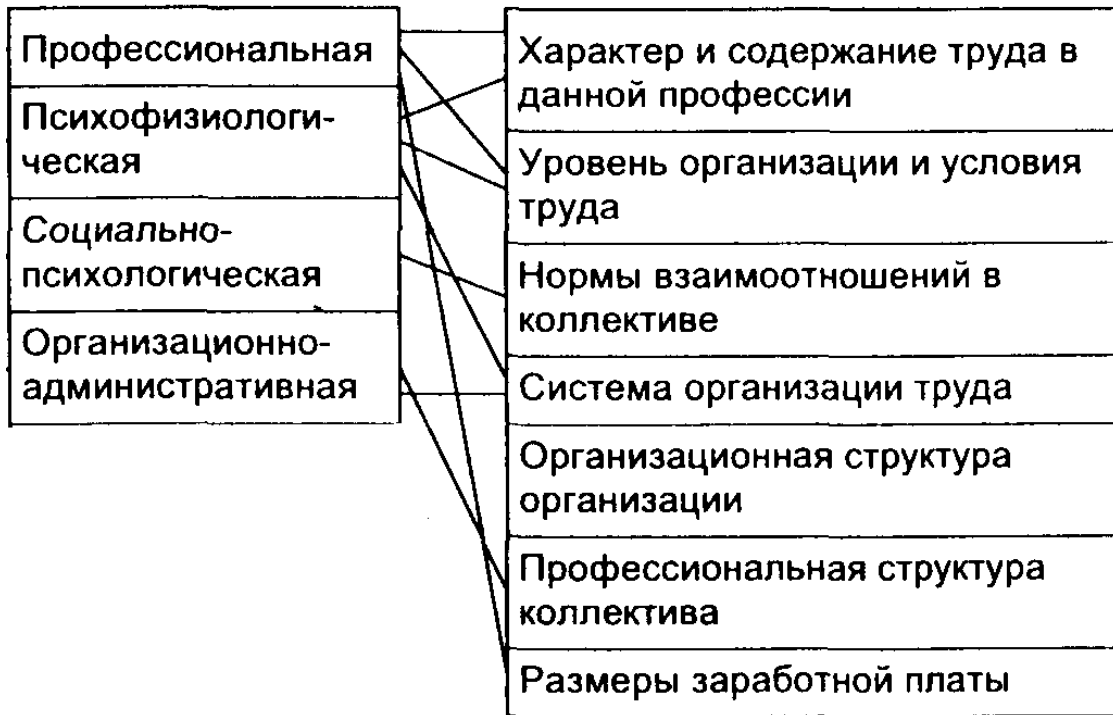 Профессиональная
Психофизиологи-
ческая
Социально-
психологическая
Организационно-
административная
Характер и содержание труда в
данной профессии
Уровень организации и условия
труда
Нормы взаимоотношений в
коллективе
Система организации труда
Организационная структура
организации
Профессиональная структура
коллектива
Размеры заработной платы